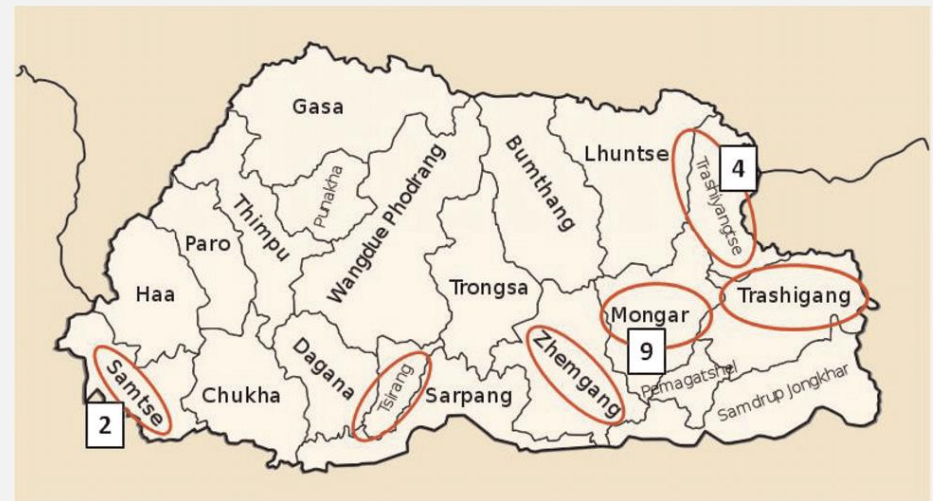 Gasa
Punakha
Thimpu
Paro
Haa
Wangdue Phodrang
Bumthang
Lhuntse
Trashiyangtse
4
Trongsa
Mongar
9
Trashigang
Zhemgang
Pemagatshel
Samdrup Jongkhar
Samtse
2
Chukha
Dagana
Tsirang
Sarpang